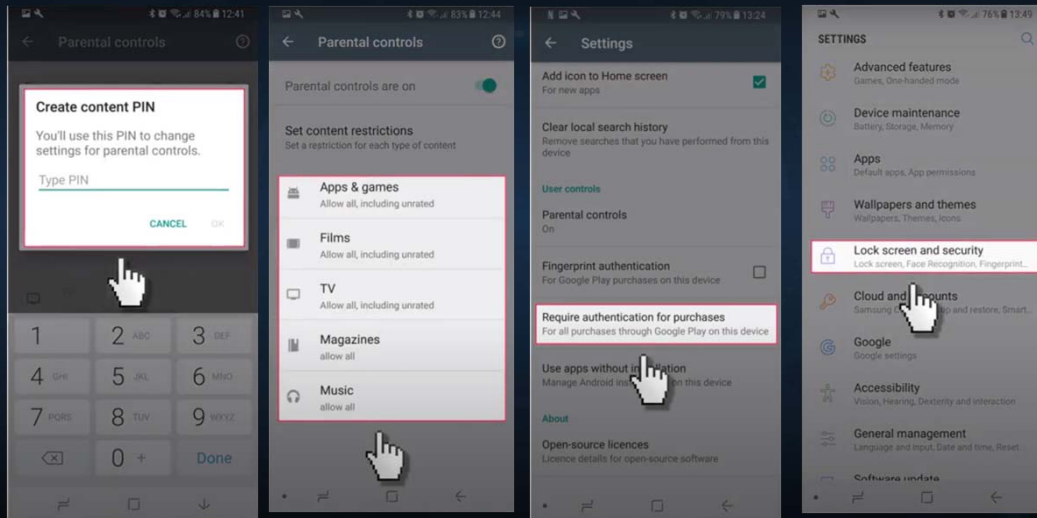 84% 12:41
Parental controls
Create content PIN
You'll use this PIN to change
settings for parental controls.
Type PIN
CANCEL OK
1 2 ABC 3 DEF
4 GHI 5 JKL 6 MNO
7 PQRS 8 TUV 9 WXYZ
0 + Done
83% 12:44
Parental controls
Parental controls are on
Set content restrictions
Set a restriction for each type of content
Apps & games
Allow all, including unrated
Films
Allow all, including unrated
TV
Allow all, including unrated
Magazines
allow all
Music
allow all
79% 13:24
Settings
Add icon to Home screen
For new apps
Clear local search history
Remove searches that you have performed from this
device
User controls
Parental controls
On
Fingerprint authentication
For Google Play purchases on this device
Require authentication for purchases
For all purchases through Google Play on this device
Use apps without
Manage Android on this device
About
Open-source licences
Licence details for open-source software
76% 13:49
SETTINGS
Advanced features
Games, One-handed mode
Device maintenance
Battery, Storage, Memory
Apps
Default apps, App permissions
Wallpapers and themes
Wallpapers, Themes, Icons
Lock screen and security
Lock screen, Face Recognition, Fingerprint...
Cloud and
Samsung and restore, Smart...
Google
Google settings
Accessibility
Vision, Hearing, Dexterity and interaction
General management
Language and input, Date and time, Reset
Software update